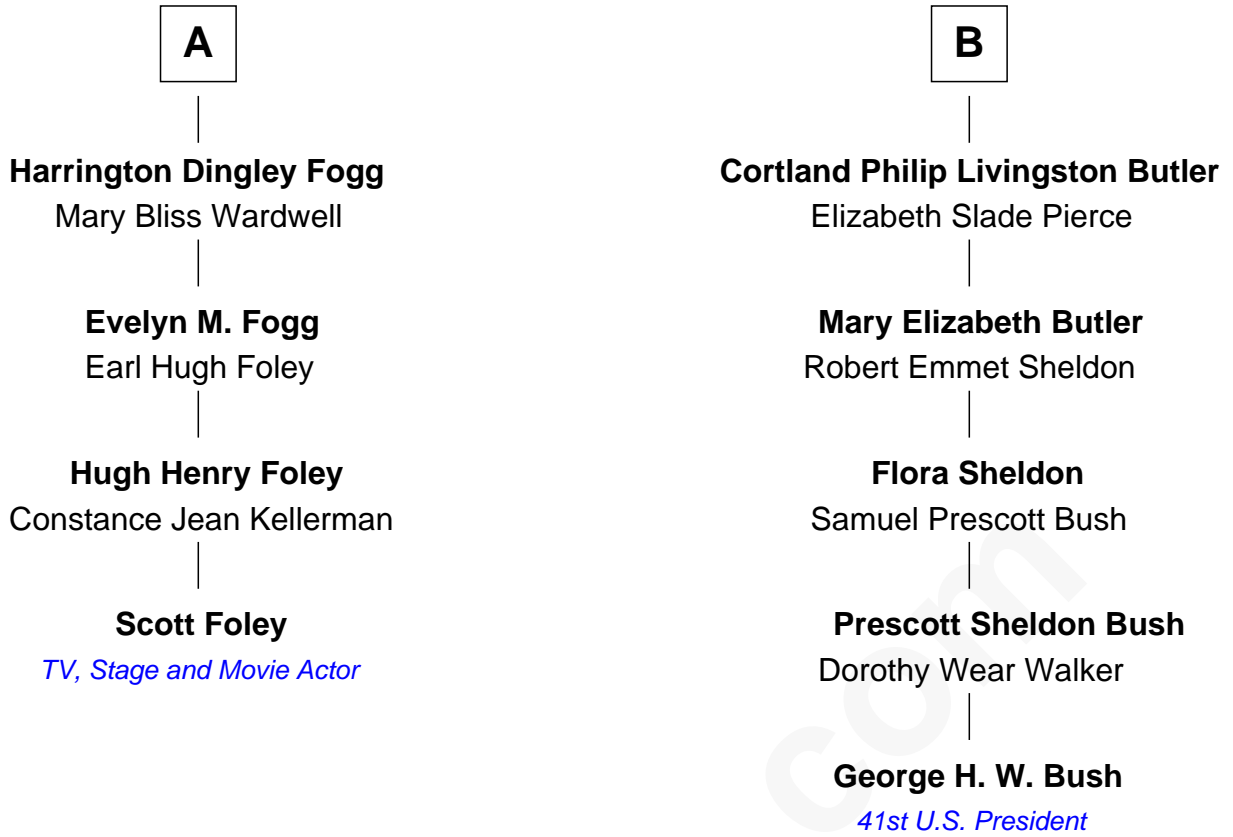 A
Harrington Dingley Fogg
Mary Bliss Wardwell
Evelyn M. Fogg
Earl Hugh Foley
Hugh Henry Foley
Constance Jean Kellerman
Scott Foley
TV, Stage and Movie Actor
B
Cortland Philip Livingston Butler
Elizabeth Slade Pierce
Mary Elizabeth Butler
Robert Emmet Sheldon
Flora Sheldon
Samuel Prescott Bush
Prescott Sheldon Bush
Dorothy Wear Walker
George H. W. Bush
41st U.S. President
com